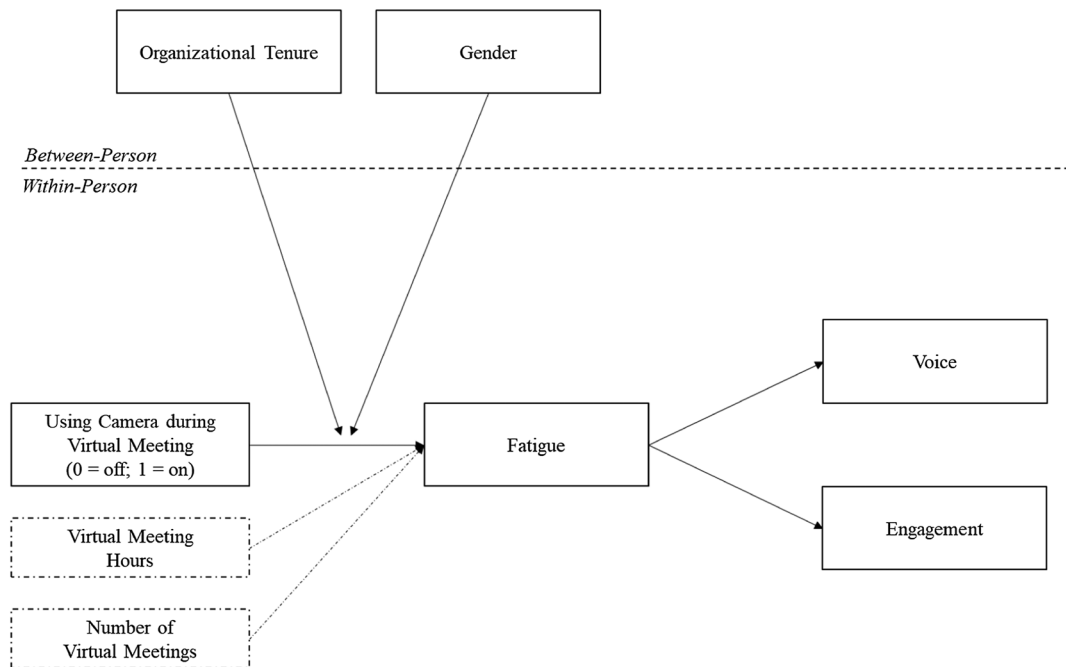 Organizational Tenure
Gender
Between-Person
Within-Person
Voice
Using Camera during
Virtual Meeting
(0 = off; 1 = on)
Fatigue
Engagement
Virtual Meeting
Hours
Number of
Virtual Meetings